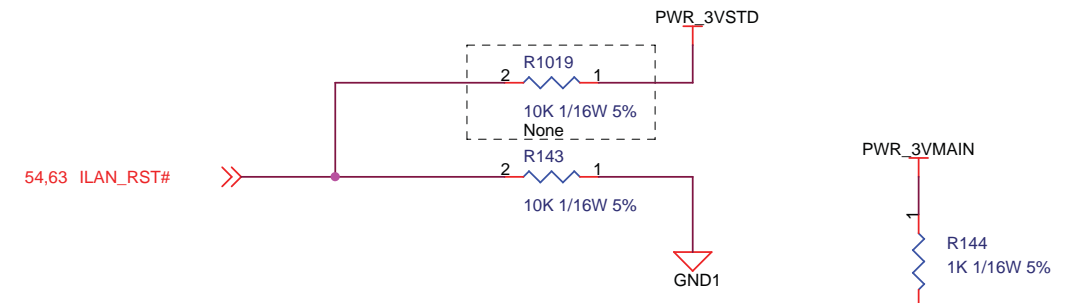 PWR_3VSTD
R1019
2 1
10K 1/16W 5%
None
R143
2 1
10K 1/16W 5%
54,63 ILAN_RST#
GND1
PWR_3VMAIN
1
R144
1K 1/16W 5%